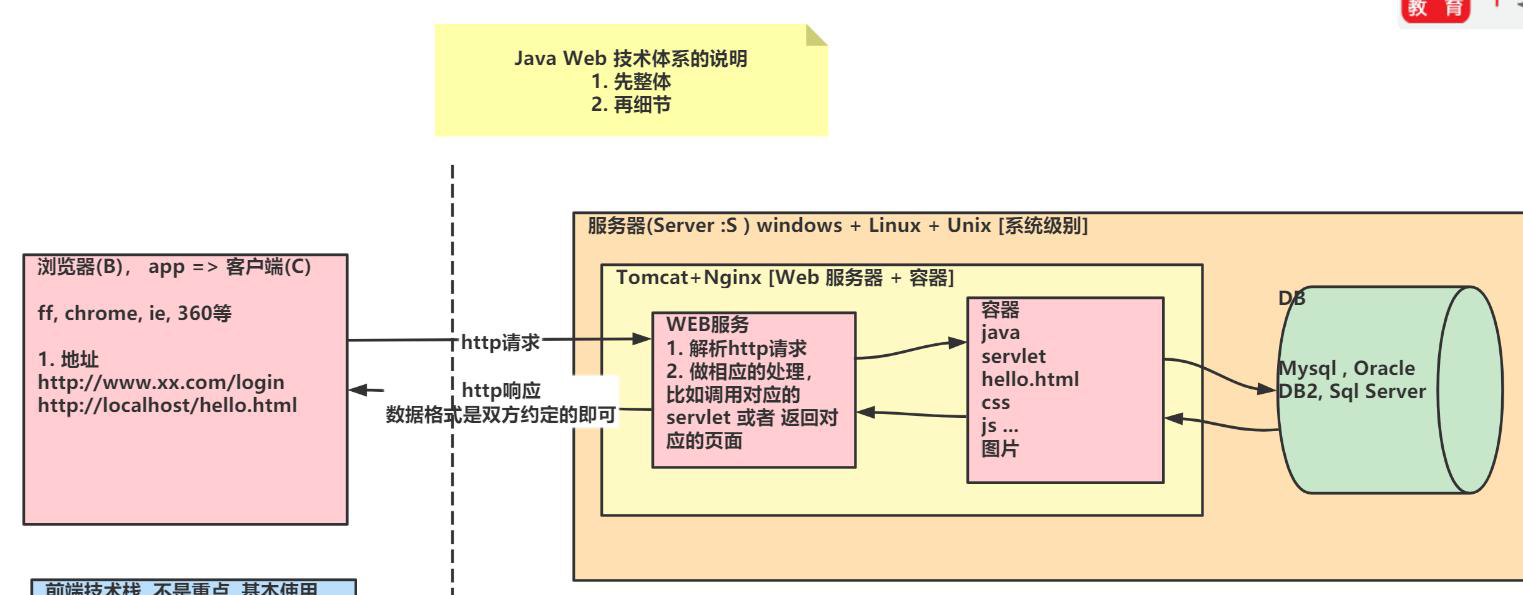 教 育
Java Web 技术体系的说明
1. 先整体
2. 再细节
服务器(Server :S ) windows + Linux + Unix [系统级别]
浏览器(B)， app => 客户端(C)
ff, chrome, ie, 360等
1. 地址
http://www.xx.com/login
http://localhost/hello.html
http请求
http响应
数据格式是双方约定的即可
Tomcat+Nginx [Web 服务器 + 容器]
WEB服务
1. 解析http请求
2. 做相应的处理，
比如调用对应的
servlet 或者 返回对
应的页面
容器
java
servlet
hello.html
css
js ...
图片
DB
Mysql , Oracle
DB2, Sql Server
前端技术栈 不是重点 基本使用